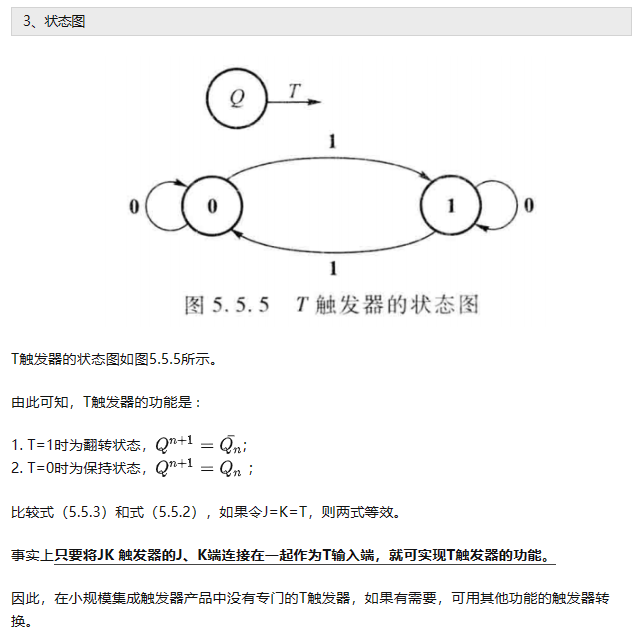 3、状态图
Q
T
1
0
0
1
0
1
图 5.5.5 T 触发器的状态图
T触发器的状态图如图5.5.5所示。
由此可知，T触发器的功能是：
1. T=1时为翻转状态，Qⁿ⁺¹ = Q̄ₙ；
2. T=0时为保持状态，Qⁿ⁺¹ = Qₙ ；
比较式（5.5.3）和式（5.5.2），如果令J=K=T，则两式等效。
事实上只要将JK 触发器的J、K端连接在一起作为T输入端，就可实现T触发器的功能。
因此，在小规模集成触发器产品中没有专门的T触发器，如果有需要，可用其他功能的触发器转
换。